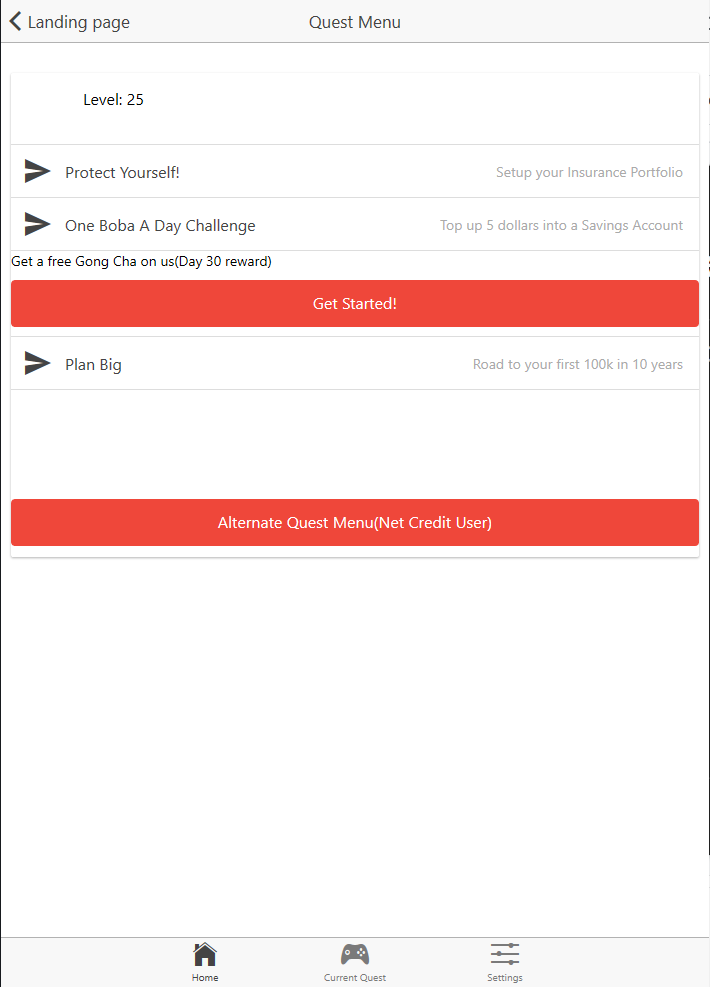 Landing page
Quest Menu
Level: 25
Protect Yourself!
Setup your Insurance Portfolio
One Boba A Day Challenge
Top up 5 dollars into a Savings Account
Get a free Gong Cha on us(Day 30 reward)
Get Started!
Plan Big
Road to your first 100k in 10 years
Alternate Quest Menu(Net Credit User)
Home
Current Quest
Settings